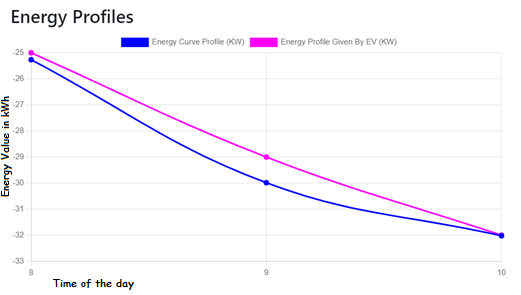 Energy Profiles
Energy Curve Profile (KW) Energy Profile Given By EV (KW)
-25
-26
-27
-28
-29
-30
-31
-32
-33
Energy Value in kWh
8 9 10
Time of the day